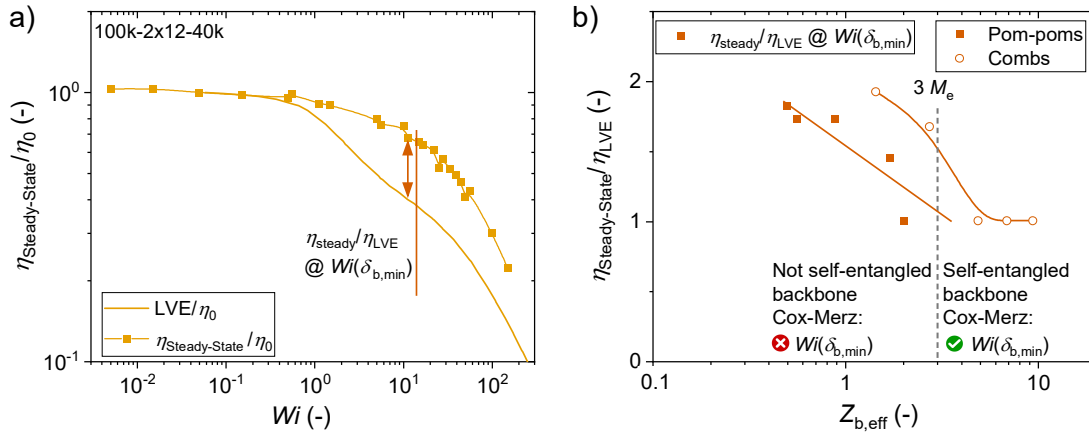 a)
100k-2x12-40k
η_Steady-State/η_0 (-)
10^0
10^-1
η_steady/η_LVE
@ Wi(δ_b,min)
LVE/η_0
η_Steady-State/η_0
10^-2 10^-1 10^0 10^1 10^2
Wi (-)
b)
η_steady/η_LVE @ Wi(δ_b,min)
Pom-poms
Combs
3 M_e
η_Steady-State/η_LVE (-)
2
1
0
Not self-entangled
backbone
Cox-Merz:
Wi(δ_b,min)
Self-entangled
backbone
Cox-Merz:
Wi(δ_b,min)
0.1 1 10
Z_b,eff (-)